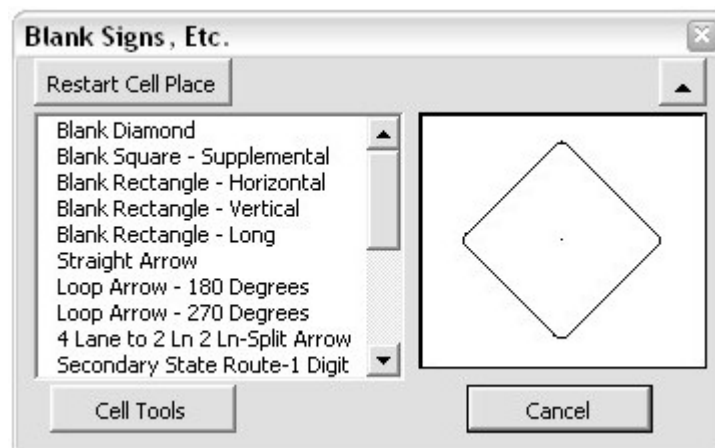 Blank Signs, Etc.
Restart Cell Place
Blank Diamond
Blank Square - Supplemental
Blank Rectangle - Horizontal
Blank Rectangle - Vertical
Blank Rectangle - Long
Straight Arrow
Loop Arrow - 180 Degrees
Loop Arrow - 270 Degrees
4 Lane to 2 Ln 2 Ln-Split Arrow
Secondary State Route-1 Digit
Cell Tools
Cancel